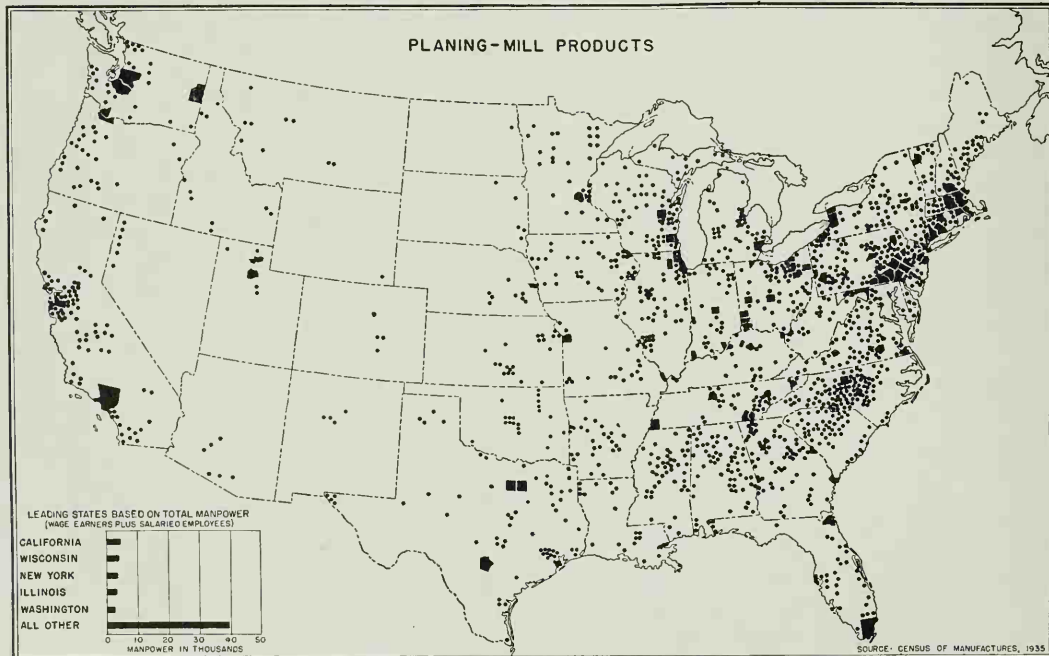 PLANING-MILL PRODUCTS
LEADING STATES BASED ON TOTAL MANPOWER
(WAGE EARNERS PLUS SALARIED EMPLOYEES)
CALIFORNIA
WISCONSIN
NEW YORK
ILLINOIS
WASHINGTON
ALL OTHER
0 10 20 30 40 50
MANPOWER IN THOUSANDS
SOURCE: CENSUS OF MANUFACTURES, 1935